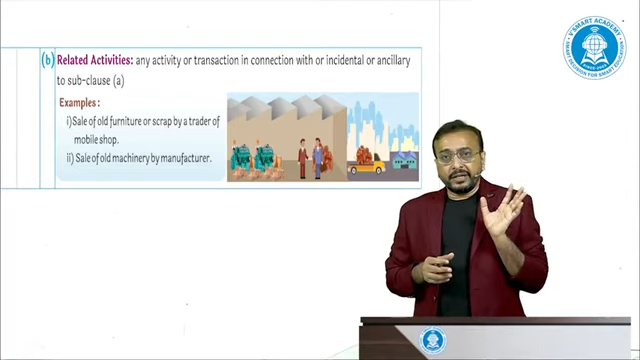 V SMART ACADEMY
(b) Related Activities: any activity or transaction in connection with or incidental or ancillary
to sub-clause (a)
Examples :
i)Sale of old furniture or scrap by a trader of
mobile shop.
ii) Sale of old machinery by manufacturer.